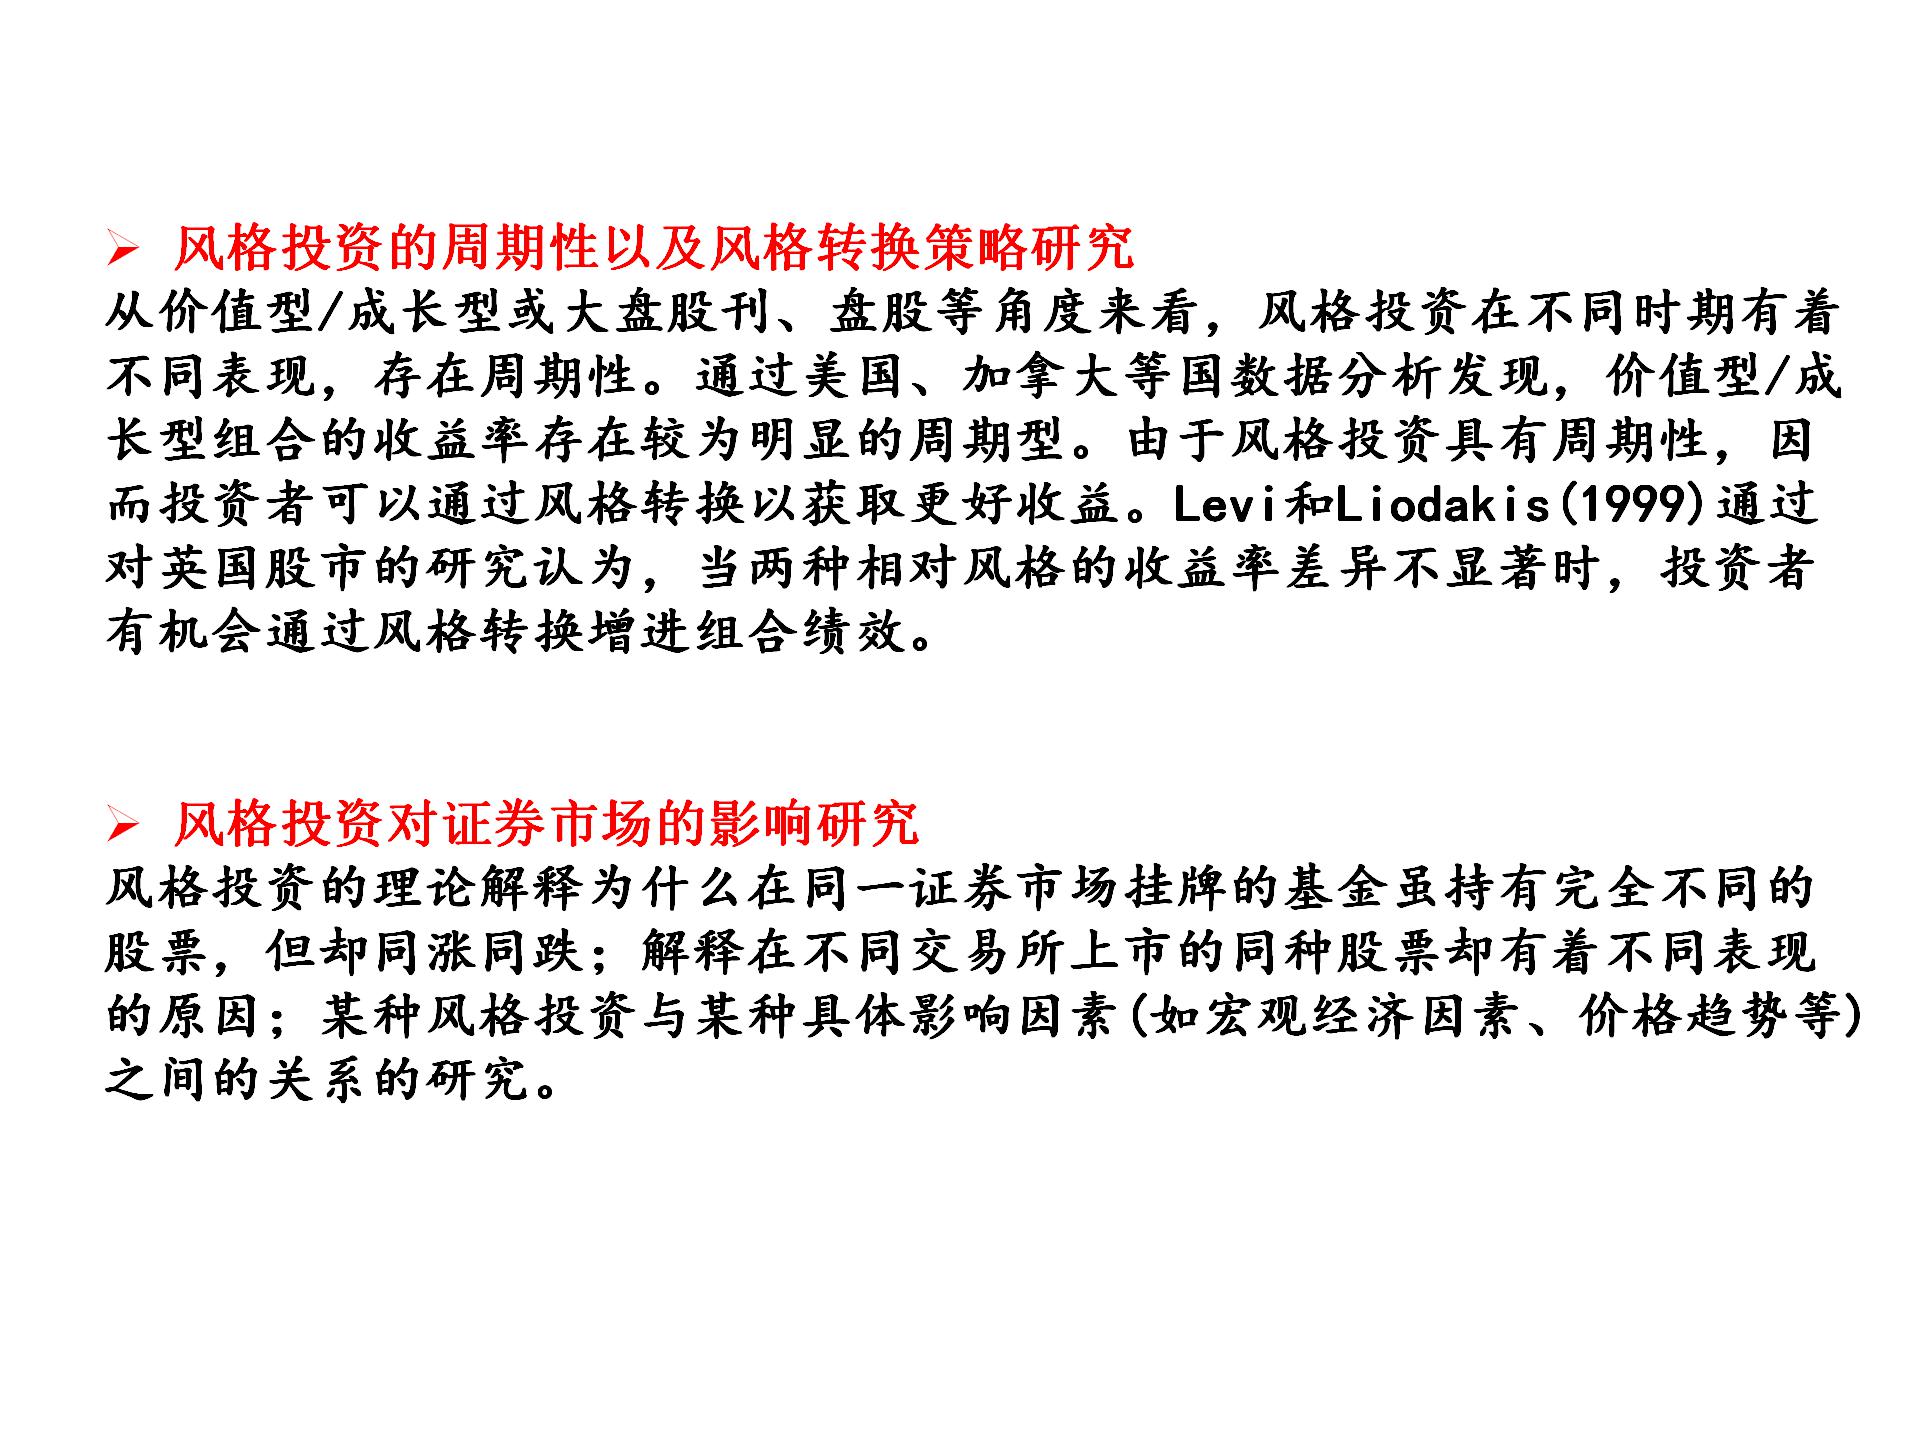 ➢ 风格投资的周期性以及风格转换策略研究
从价值型/成长型或大盘股刊、盘股等角度来看，风格投资在不同时期有着
不同表现，存在周期性。通过美国、加拿大等国数据分析发现，价值型/成
长型组合的收益率存在较为明显的周期型。由于风格投资具有周期性，因
而投资者可以通过风格转换以获取更好收益。Levi和Liodakis(1999)通过
对英国股市的研究认为，当两种相对风格的收益率差异不显著时，投资者
有机会通过风格转换增进组合绩效。
➢ 风格投资对证券市场的影响研究
风格投资的理论解释为什么在同一证券市场挂牌的基金虽持有完全不同的
股票，但却同涨同跌；解释在不同交易所上市的同种股票却有着不同表现
的原因；某种风格投资与某种具体影响因素(如宏观经济因素、价格趋势等)
之间的关系的研究。